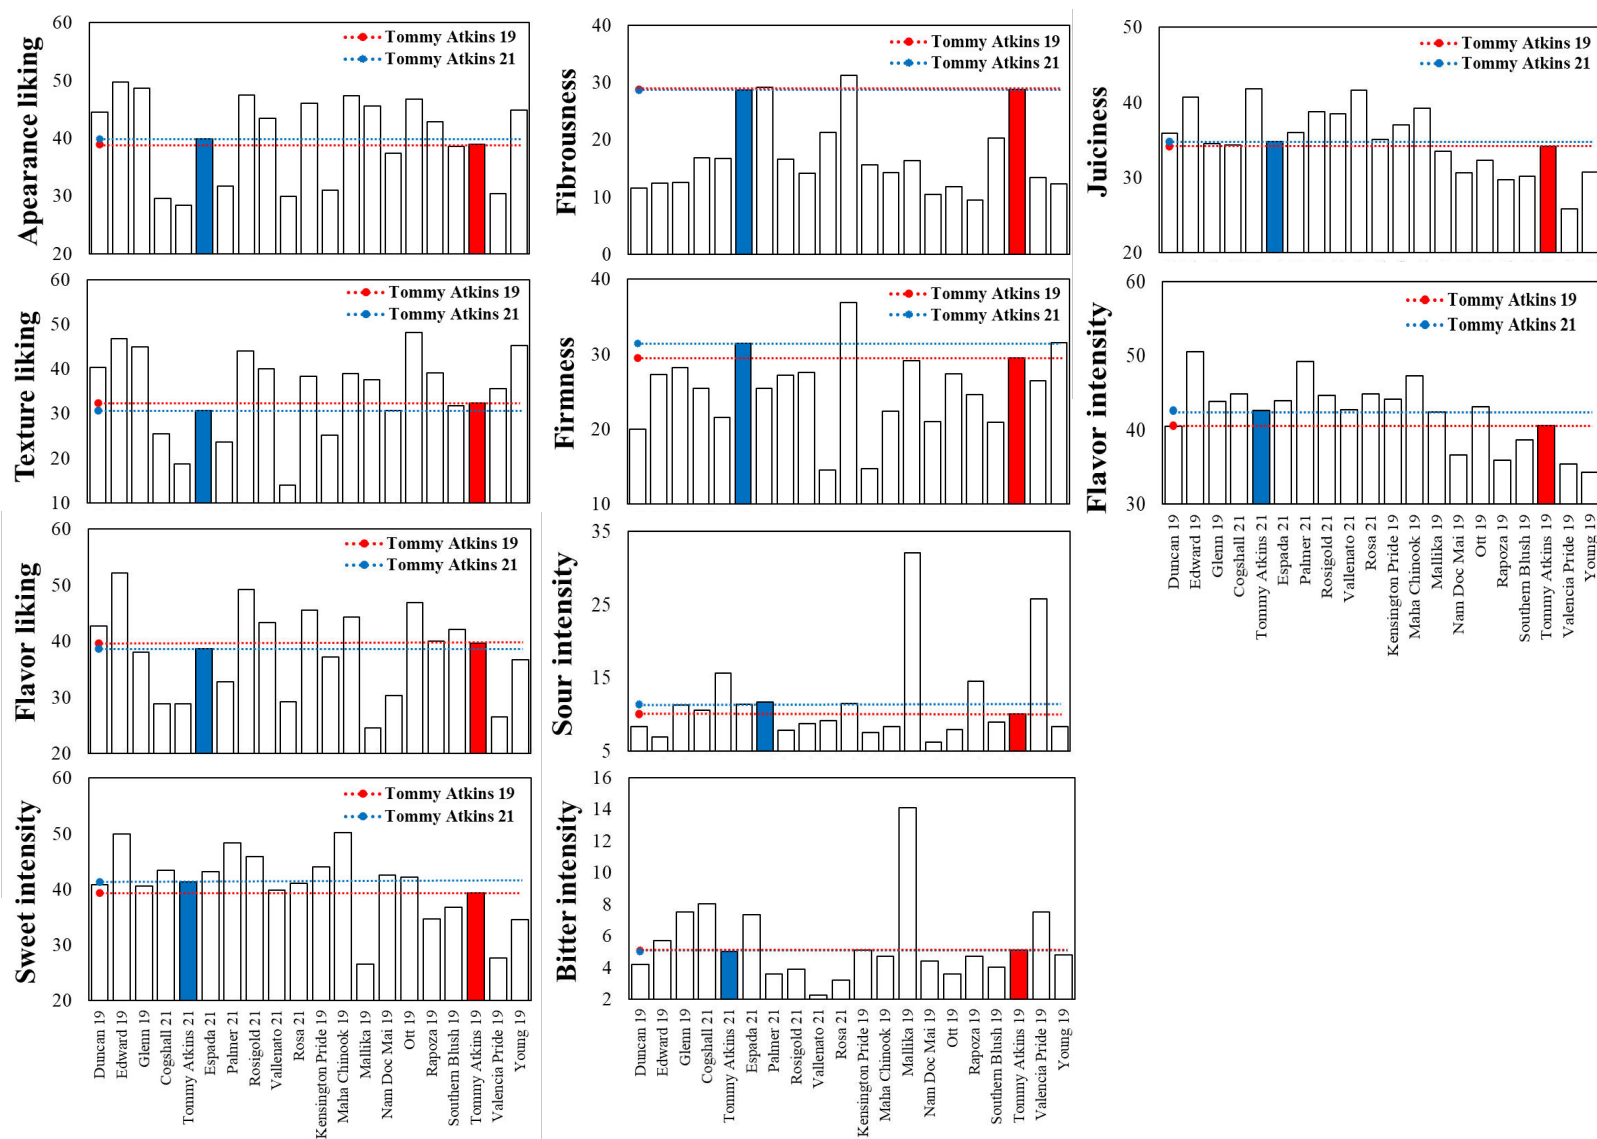 Apearance liking
60
50
40
30
20
Tommy Atkins 19
Tommy Atkins 21
Fibrousness
40
30
20
10
0
Tommy Atkins 19
Tommy Atkins 21
Juiciness
50
40
30
20
Tommy Atkins 19
Tommy Atkins 21
Texture liking
60
50
40
30
20
10
Tommy Atkins 19
Tommy Atkins 21
Firmness
40
30
20
10
Tommy Atkins 19
Tommy Atkins 21
Flavor intensity
60
50
40
30
Tommy Atkins 19
Tommy Atkins 21
Duncan 19
Edward 19
Glenn 19
Cogshall 21
Tommy Atkins 21
Espada 21
Palmer 21
Rosigold 21
Vallenato 21
Rosa 21
Kensington Pride 19
Maha Chinook 19
Mallika 19
Nam Doc Mai 19
Ott 19
Rapoza 19
Southern Blush 19
Tommy Atkins 19
Valencia Pride 19
Young 19
Flavor liking
60
50
40
30
20
Tommy Atkins 19
Tommy Atkins 21
Sour intensity
35
25
15
5
Sweet intensity
60
50
40
30
20
Tommy Atkins 19
Tommy Atkins 21
Duncan 19
Edward 19
Glenn 19
Cogshall 21
Tommy Atkins 21
Espada 21
Palmer 21
Rosigold 21
Vallenato 21
Rosa 21
Kensington Pride 19
Maha Chinook 19
Mallika 19
Nam Doc Mai 19
Ott 19
Rapoza 19
Southern Blush 19
Tommy Atkins 19
Valencia Pride 19
Young 19
Bitter intensity
16
14
12
10
8
6
4
2
Duncan 19
Edward 19
Glenn 19
Cogshall 21
Tommy Atkins 21
Espada 21
Palmer 21
Rosigold 21
Vallenato 21
Rosa 21
Kensington Pride 19
Maha Chinook 19
Mallika 19
Nam Doc Mai 19
Ott 19
Rapoza 19
Southern Blush 19
Tommy Atkins 19
Valencia Pride 19
Young 19